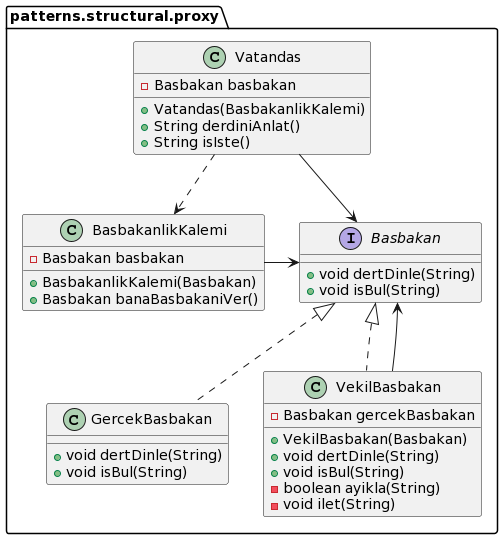 patterns.structural.proxy
C Vatandas
Basbakan basbakan
Vatandas(BasbakanlikKalemi)
String derdiniAnlat()
String isIste()
C BasbakanlikKalemi
Basbakan basbakan
BasbakanlikKalemi(Basbakan)
Basbakan banaBasbakaniVer()
I Basbakan
void dertDinle(String)
void isBul(String)
C GercekBasbakan
void dertDinle(String)
void isBul(String)
C VekilBasbakan
Basbakan gercekBasbakan
VekilBasbakan(Basbakan)
void dertDinle(String)
void isBul(String)
boolean ayikla(String)
void ilet(String)